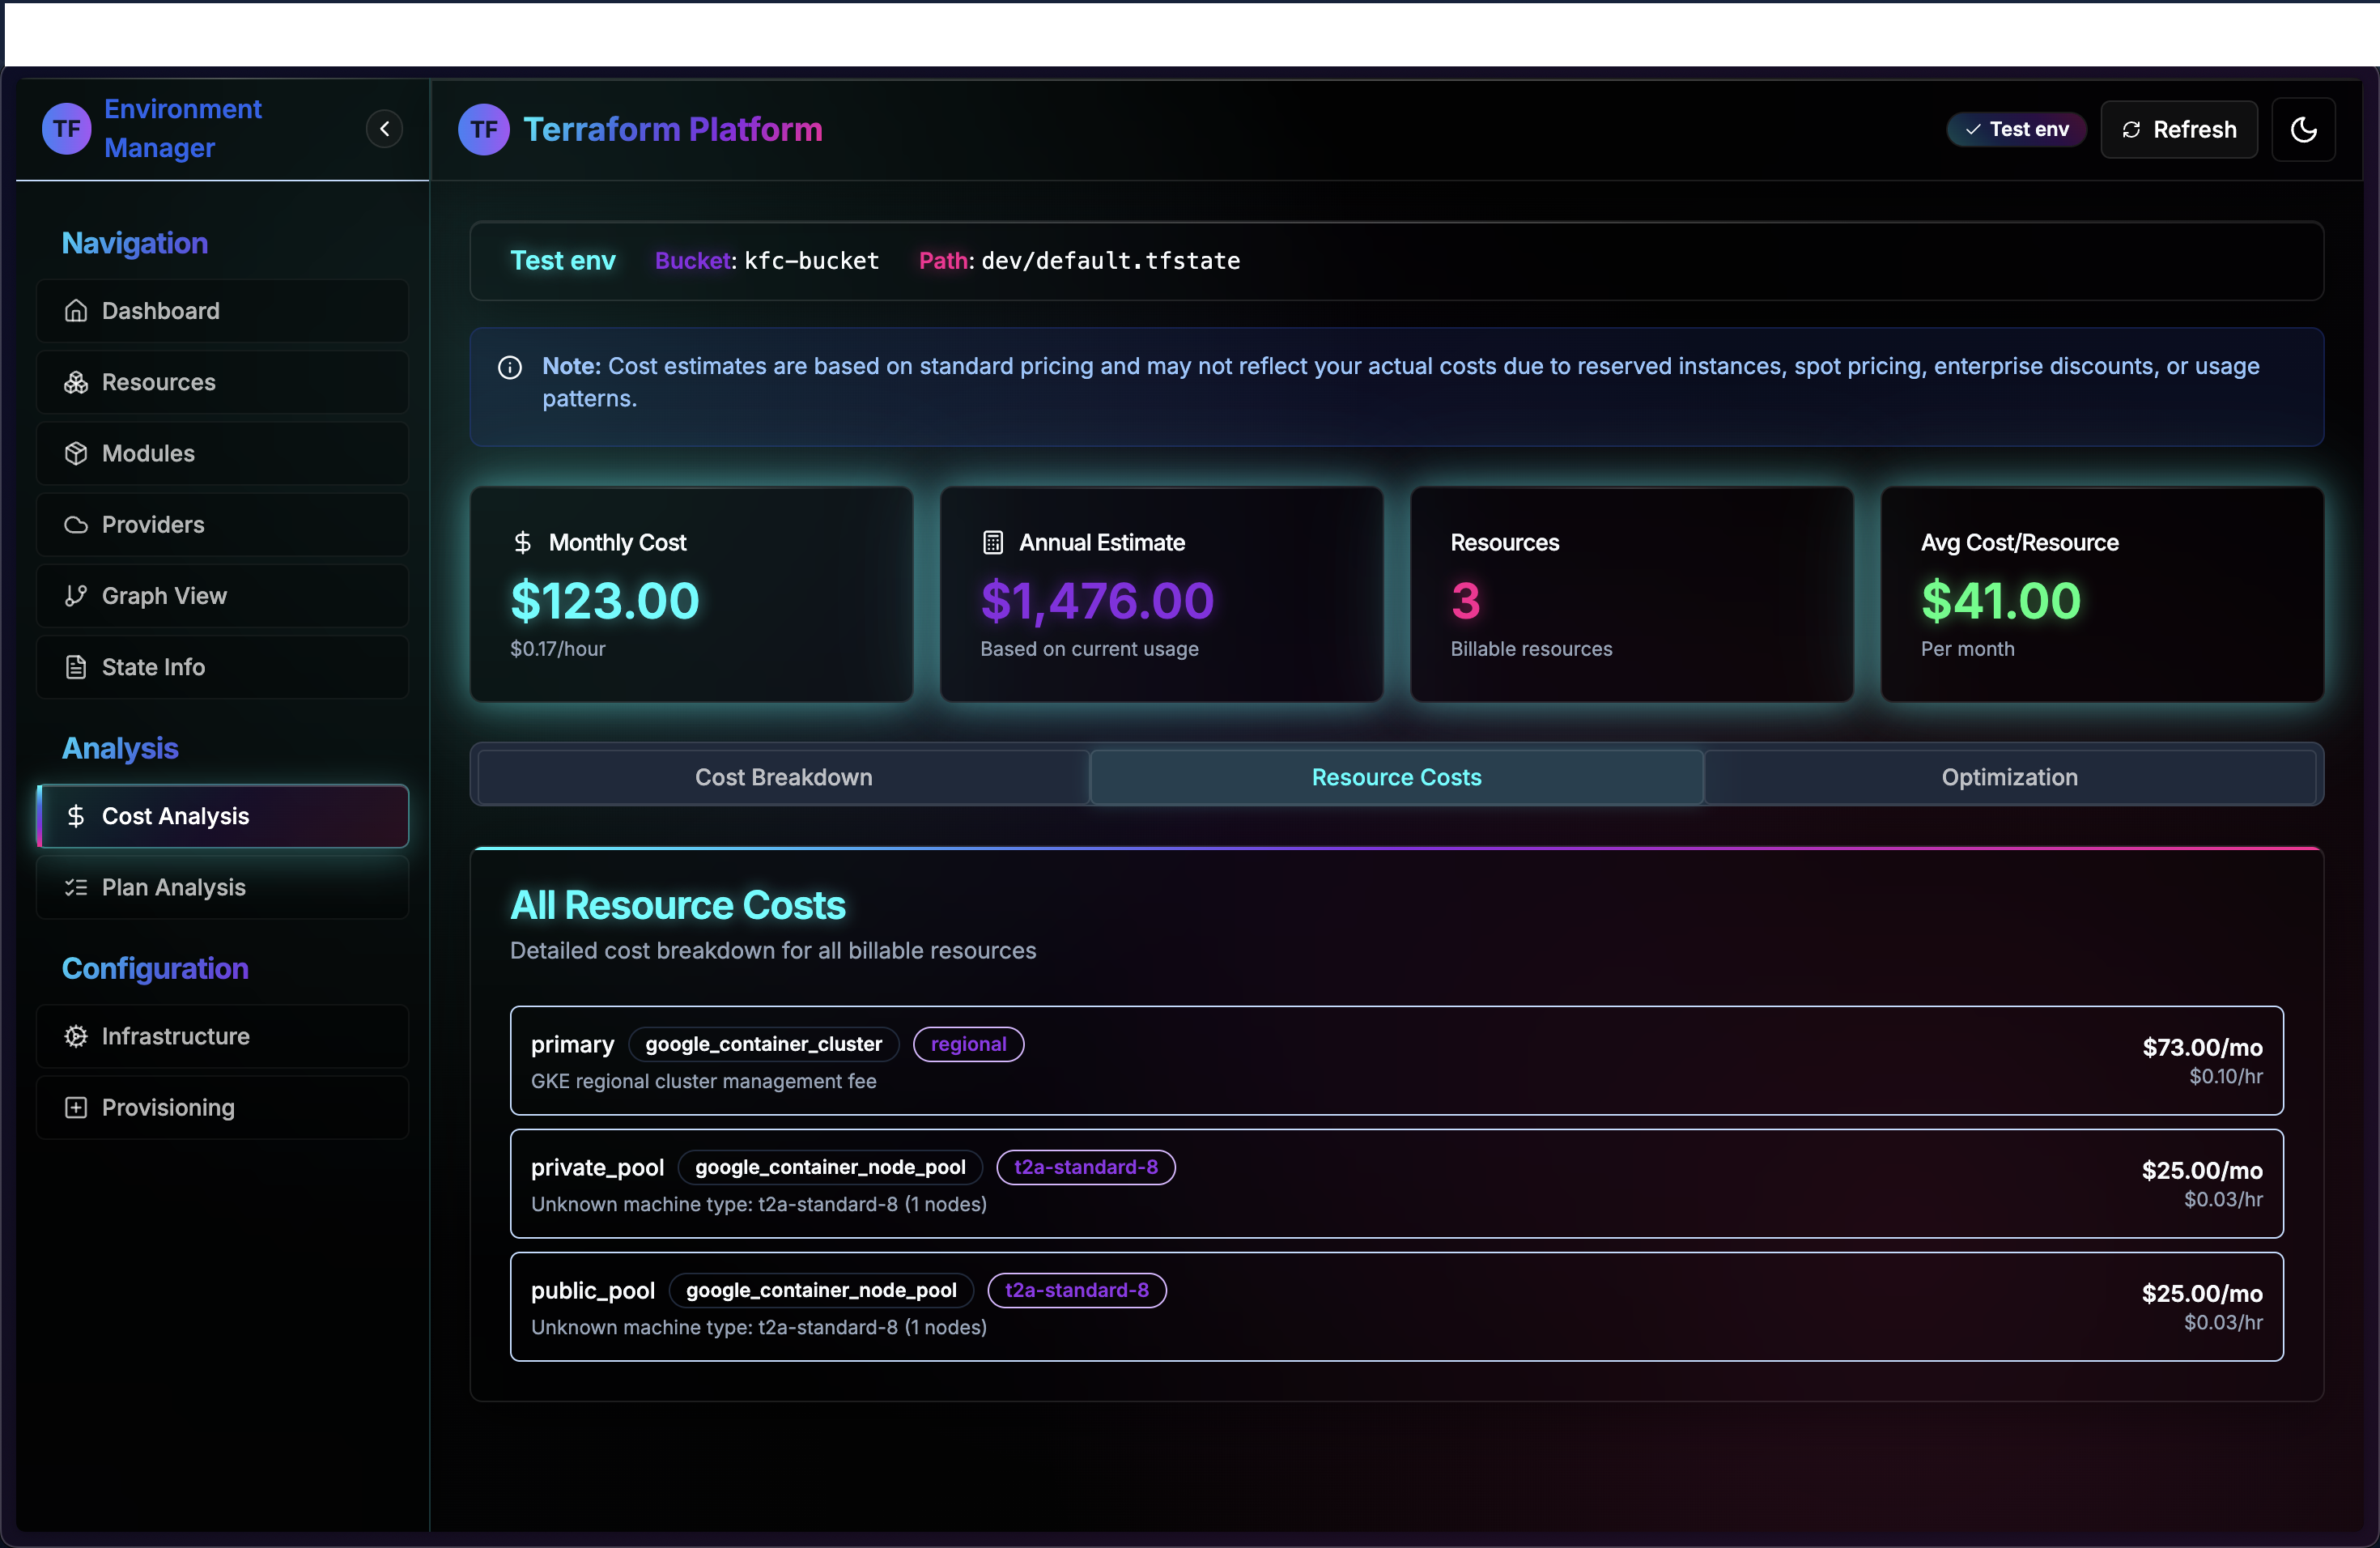 TF
Environment
Manager
TF
Terraform Platform
Test env
Refresh
Navigation
Dashboard
Resources
Modules
Providers
Graph View
State Info
Analysis
Cost Analysis
Plan Analysis
Configuration
Infrastructure
Provisioning
Test env Bucket: kfc-bucket Path: dev/default.tfstate
Note: Cost estimates are based on standard pricing and may not reflect your actual costs due to reserved instances, spot pricing, enterprise discounts, or usage
patterns.
Monthly Cost
$123.00
$0.17/hour
Annual Estimate
$1,476.00
Based on current usage
Resources
3
Billable resources
Avg Cost/Resource
$41.00
Per month
Cost Breakdown
Resource Costs
Optimization
All Resource Costs
Detailed cost breakdown for all billable resources
primary google_container_cluster regional
GKE regional cluster management fee
$73.00/mo
$0.10/hr
private_pool google_container_node_pool t2a-standard-8
Unknown machine type: t2a-standard-8 (1 nodes)
$25.00/mo
$0.03/hr
public_pool google_container_node_pool t2a-standard-8
Unknown machine type: t2a-standard-8 (1 nodes)
$25.00/mo
$0.03/hr